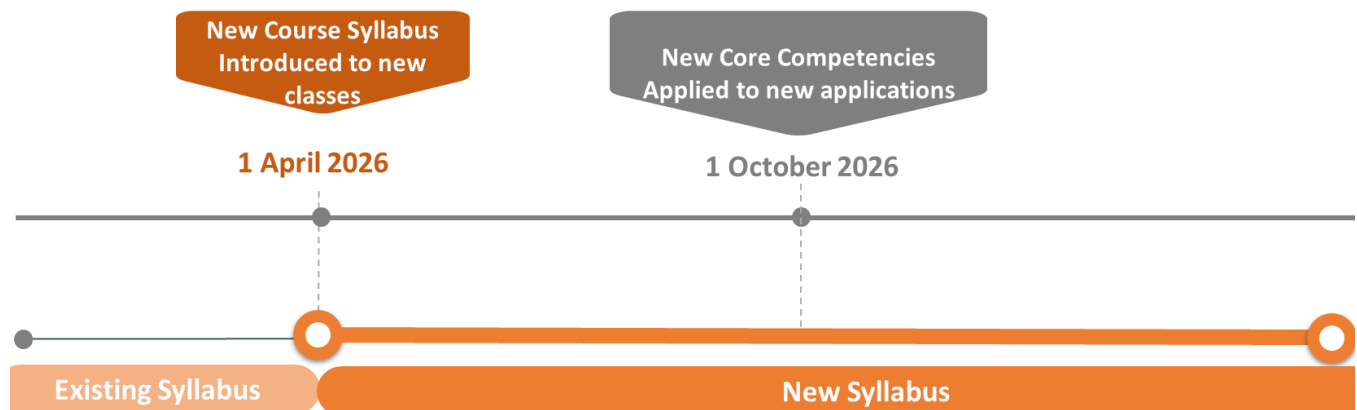 New Course Syllabus
Introduced to new
classes
New Core Competencies
Applied to new applications
1 April 2026
1 October 2026
Existing Syllabus
New Syllabus